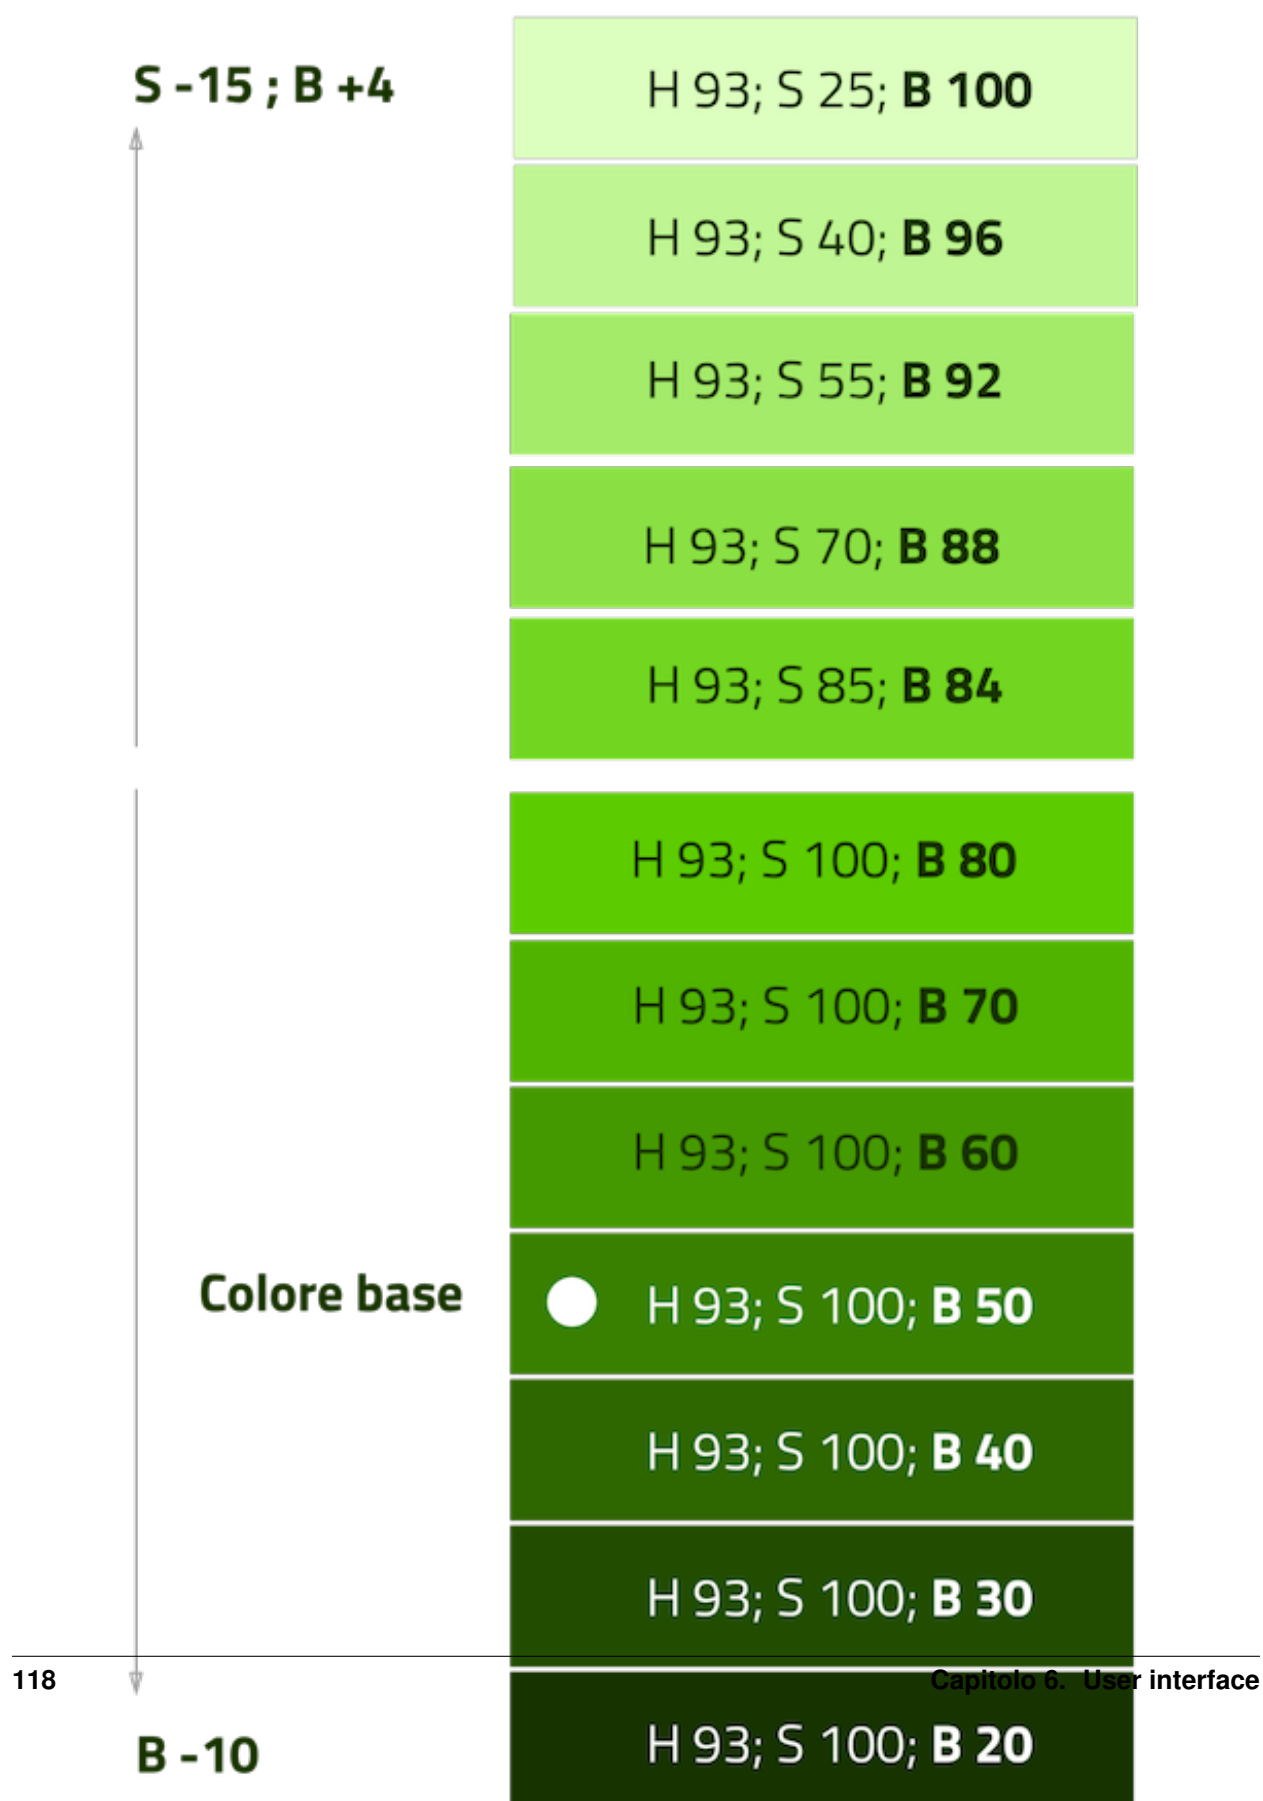 S -15 ; B +4
H 93; S 25; B 100
H 93; S 40; B 96
H 93; S 55; B 92
H 93; S 70; B 88
H 93; S 85; B 84
H 93; S 100; B 80
H 93; S 100; B 70
H 93; S 100; B 60
Colore base
H 93; S 100; B 50
H 93; S 100; B 40
H 93; S 100; B 30
118
Capitolo 6. User interface
B -10
H 93; S 100; B 20